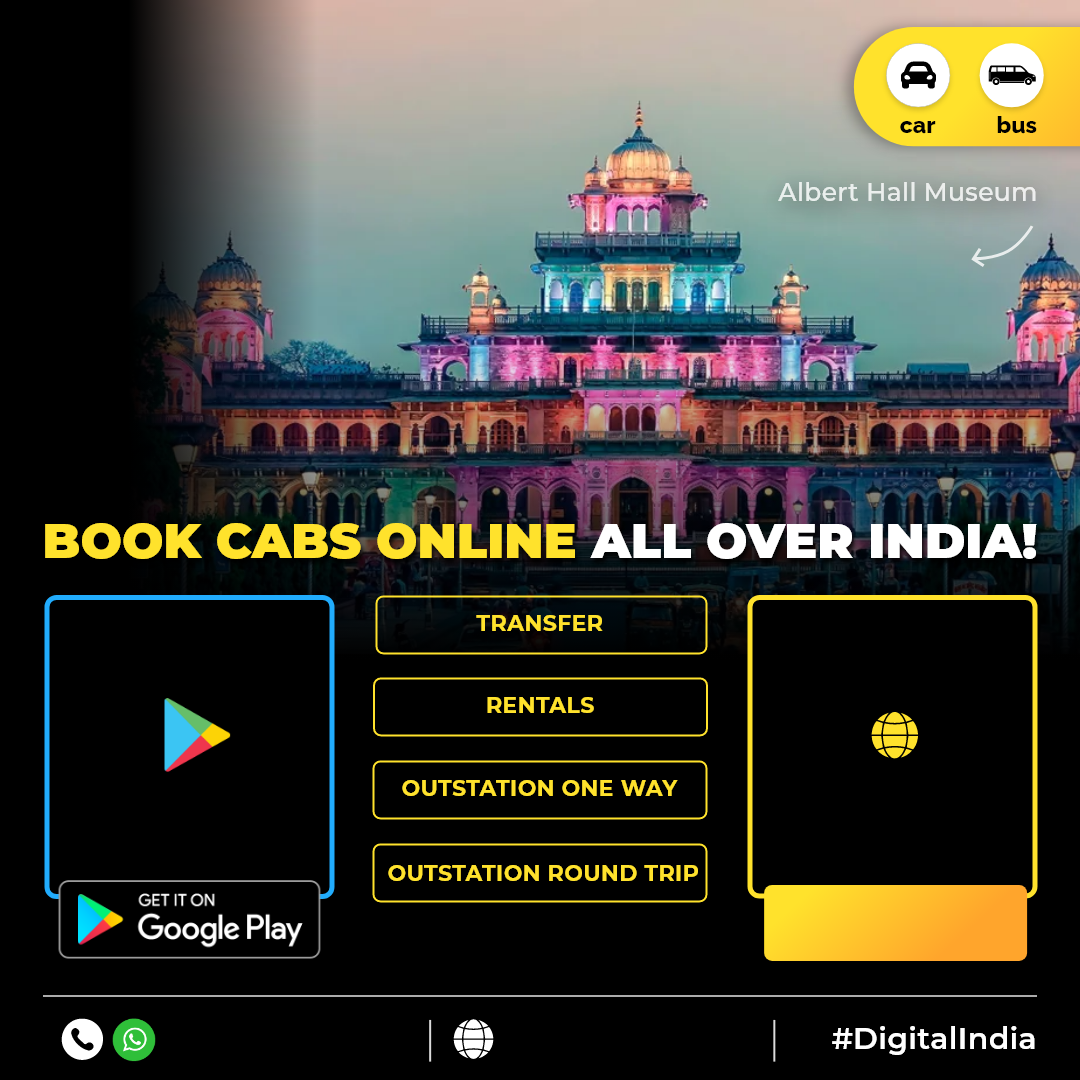 car
bus
Albert Hall Museum
BOOK CABS ONLINE ALL OVER INDIA!
TRANSFER
RENTALS
OUTSTATION ONE WAY
OUTSTATION ROUND TRIP
GET IT ON
Google Play
#DigitalIndia